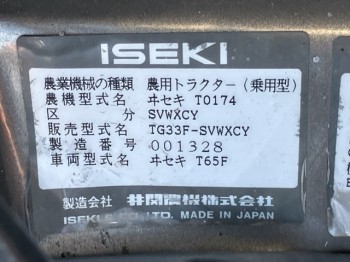 ISEKI
農業機械の種類 農用トラクター（乗用型）
農機型式名 ヰセキ T0174
区分 SVWXCY
販売型式名 TG33F-SVWXCY
製造番号 001328
車両型式名 ヰセキ T65F
製造会社 井関農機株式会社
ISEKI & CO., LTD. MADE IN JAPAN